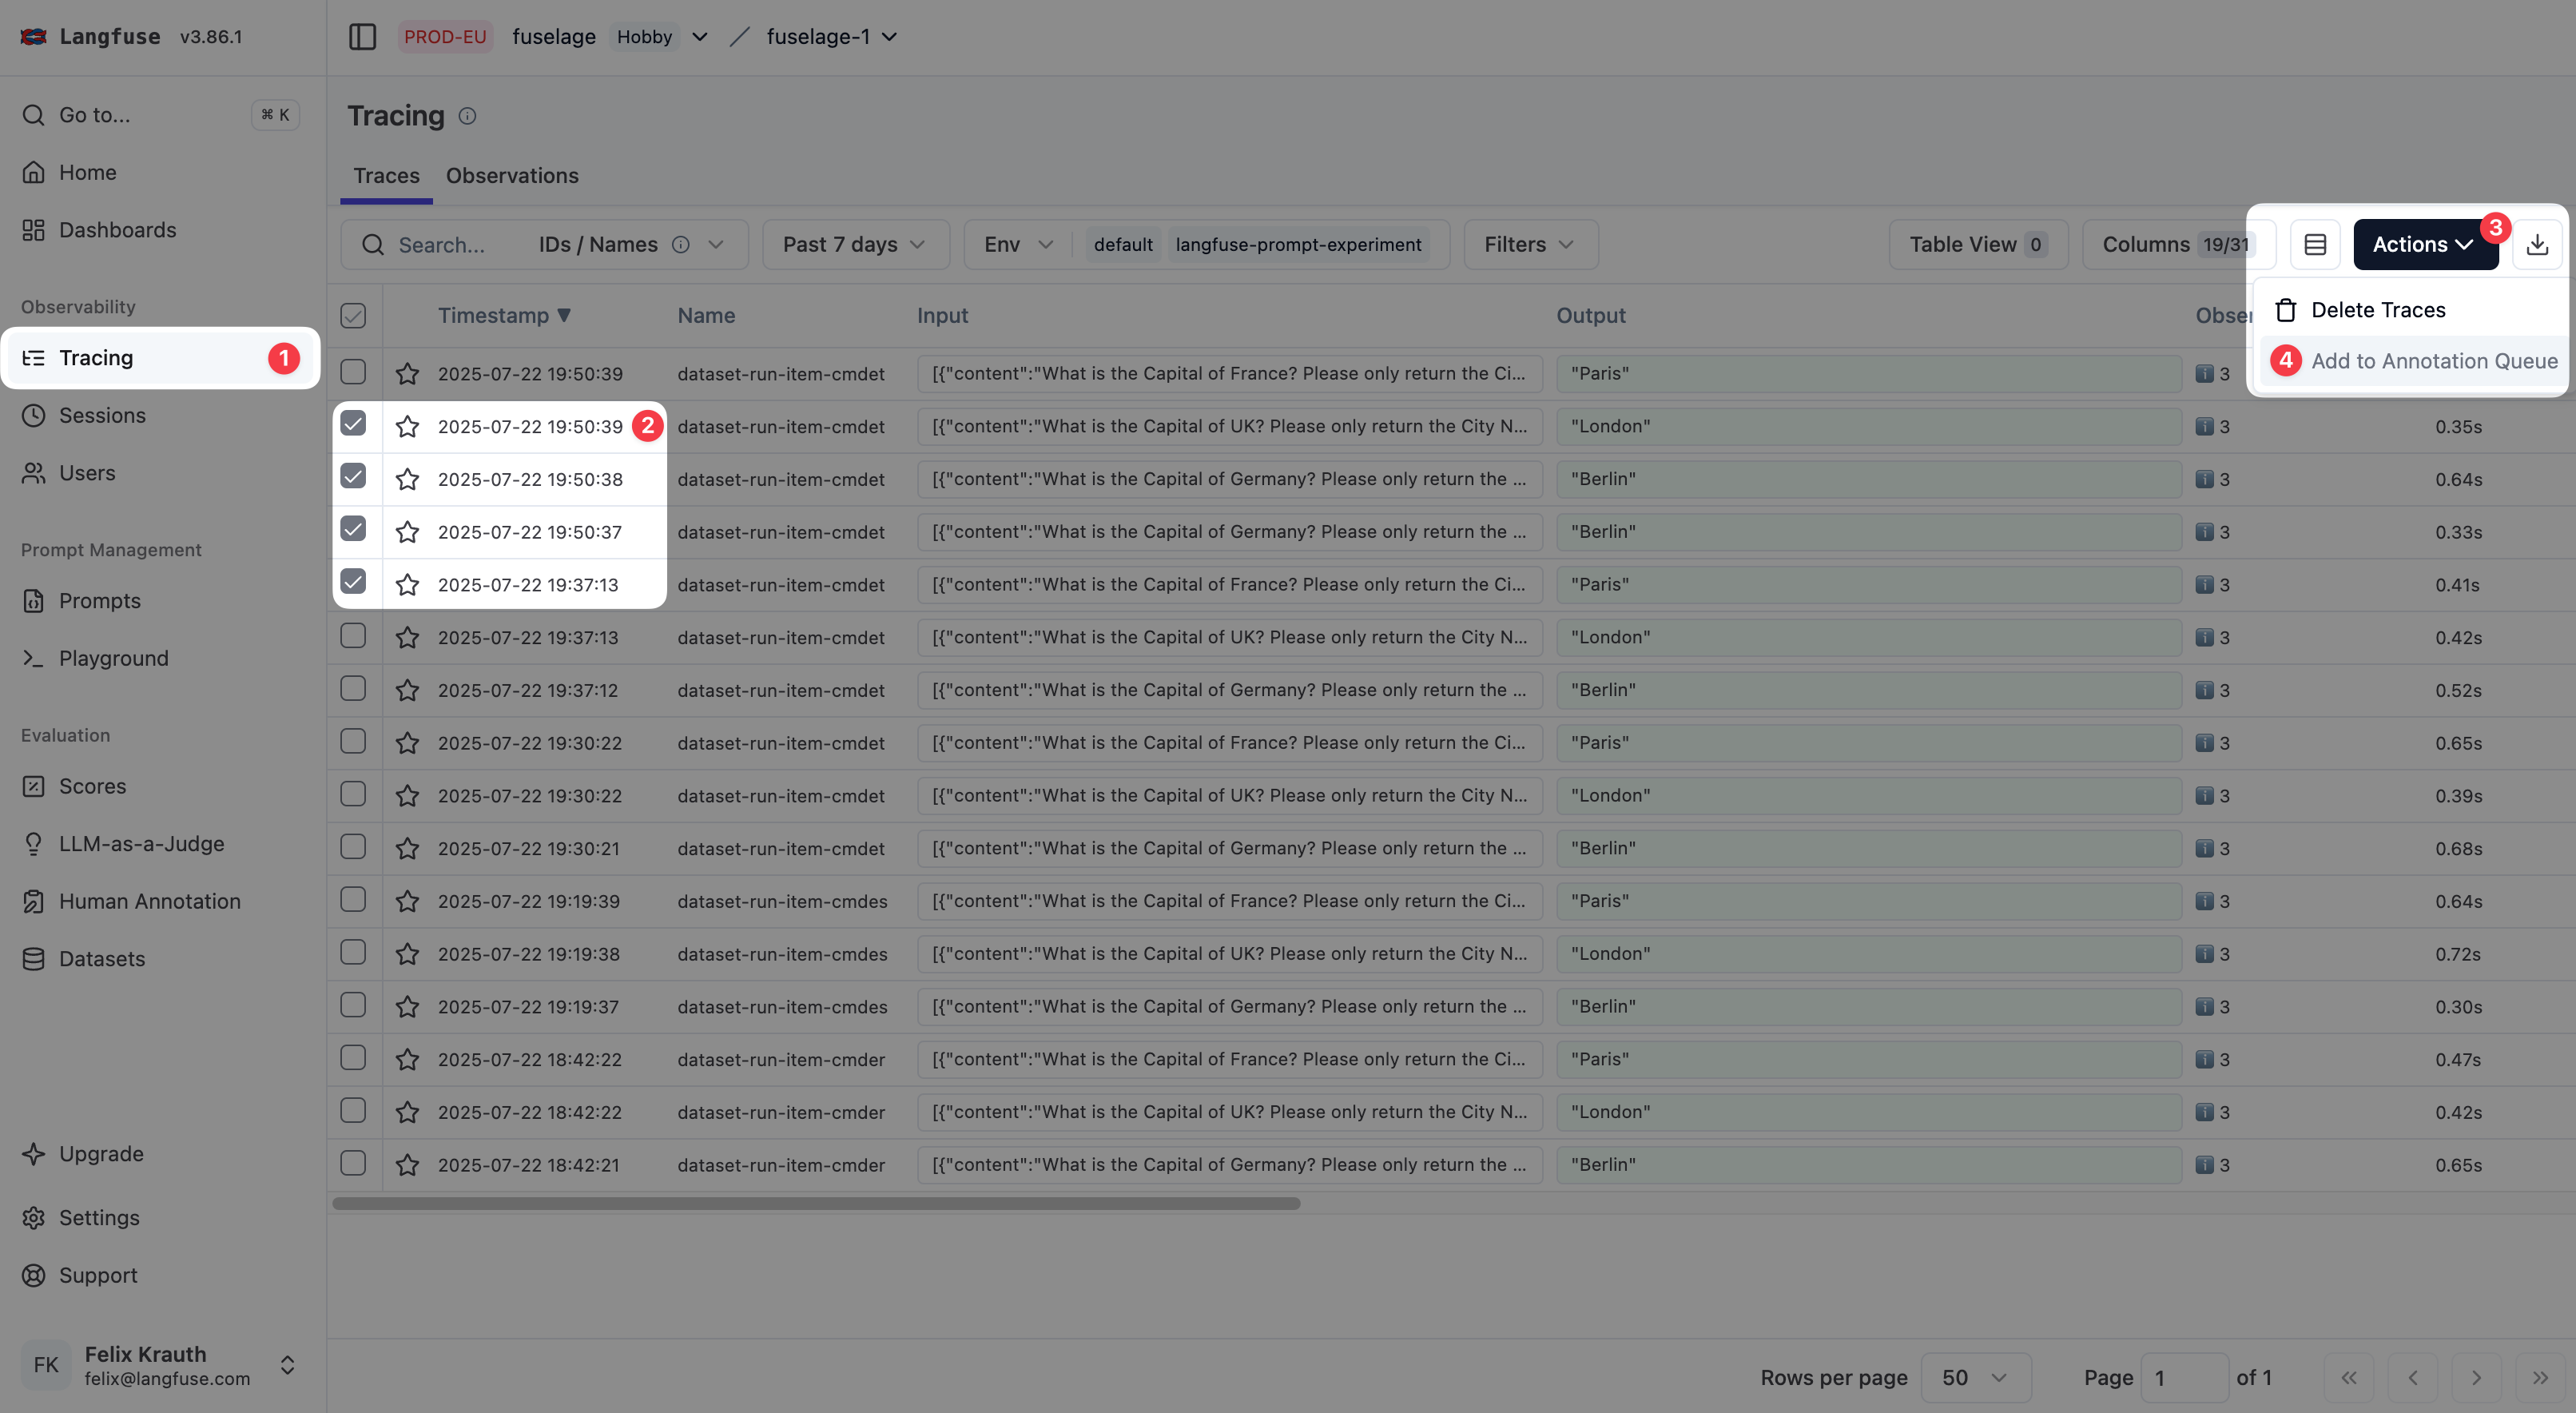 Langfuse v3.86.1
PROD-EU fuselage Hobby fuselage-1
Go to... ⌘ K
Home
Dashboards
Observability
Tracing 1
Sessions
Users
Prompt Management
Prompts
Playground
Evaluation
Scores
LLM-as-a-Judge
Human Annotation
Datasets
Upgrade
Settings
Support
FK Felix Krauth
felix@langfuse.com
Tracing
Traces Observations
Search... IDs / Names Past 7 days Env default langfuse-prompt-experiment Filters Table View 0 Columns 19/31 Actions 3
Delete Traces
4 Add to Annotation Queue
Timestamp ▼ Name Input Output Obser
2025-07-22 19:50:39 dataset-run-item-cmdet [{"content":"What is the Capital of France? Please only return the Ci... "Paris" 3
2025-07-22 19:50:39 2 dataset-run-item-cmdet [{"content":"What is the Capital of UK? Please only return the City N... "London" 3 0.35s
2025-07-22 19:50:38 dataset-run-item-cmdet [{"content":"What is the Capital of Germany? Please only return the ... "Berlin" 3 0.64s
2025-07-22 19:50:37 dataset-run-item-cmdet [{"content":"What is the Capital of Germany? Please only return the ... "Berlin" 3 0.33s
2025-07-22 19:37:13 dataset-run-item-cmdet [{"content":"What is the Capital of France? Please only return the Ci... "Paris" 3 0.41s
2025-07-22 19:37:13 dataset-run-item-cmdet [{"content":"What is the Capital of UK? Please only return the City N... "London" 3 0.42s
2025-07-22 19:37:12 dataset-run-item-cmdet [{"content":"What is the Capital of Germany? Please only return the ... "Berlin" 3 0.52s
2025-07-22 19:30:22 dataset-run-item-cmdet [{"content":"What is the Capital of France? Please only return the Ci... "Paris" 3 0.65s
2025-07-22 19:30:22 dataset-run-item-cmdet [{"content":"What is the Capital of UK? Please only return the City N... "London" 3 0.39s
2025-07-22 19:30:21 dataset-run-item-cmdet [{"content":"What is the Capital of Germany? Please only return the ... "Berlin" 3 0.68s
2025-07-22 19:19:39 dataset-run-item-cmdes [{"content":"What is the Capital of France? Please only return the Ci... "Paris" 3 0.64s
2025-07-22 19:19:38 dataset-run-item-cmdes [{"content":"What is the Capital of UK? Please only return the City N... "London" 3 0.72s
2025-07-22 19:19:37 dataset-run-item-cmdes [{"content":"What is the Capital of Germany? Please only return the ... "Berlin" 3 0.30s
2025-07-22 18:42:22 dataset-run-item-cmder [{"content":"What is the Capital of France? Please only return the Ci... "Paris" 3 0.47s
2025-07-22 18:42:22 dataset-run-item-cmder [{"content":"What is the Capital of UK? Please only return the City N... "London" 3 0.42s
2025-07-22 18:42:21 dataset-run-item-cmder [{"content":"What is the Capital of Germany? Please only return the ... "Berlin" 3 0.65s
Rows per page 50 Page 1 of 1